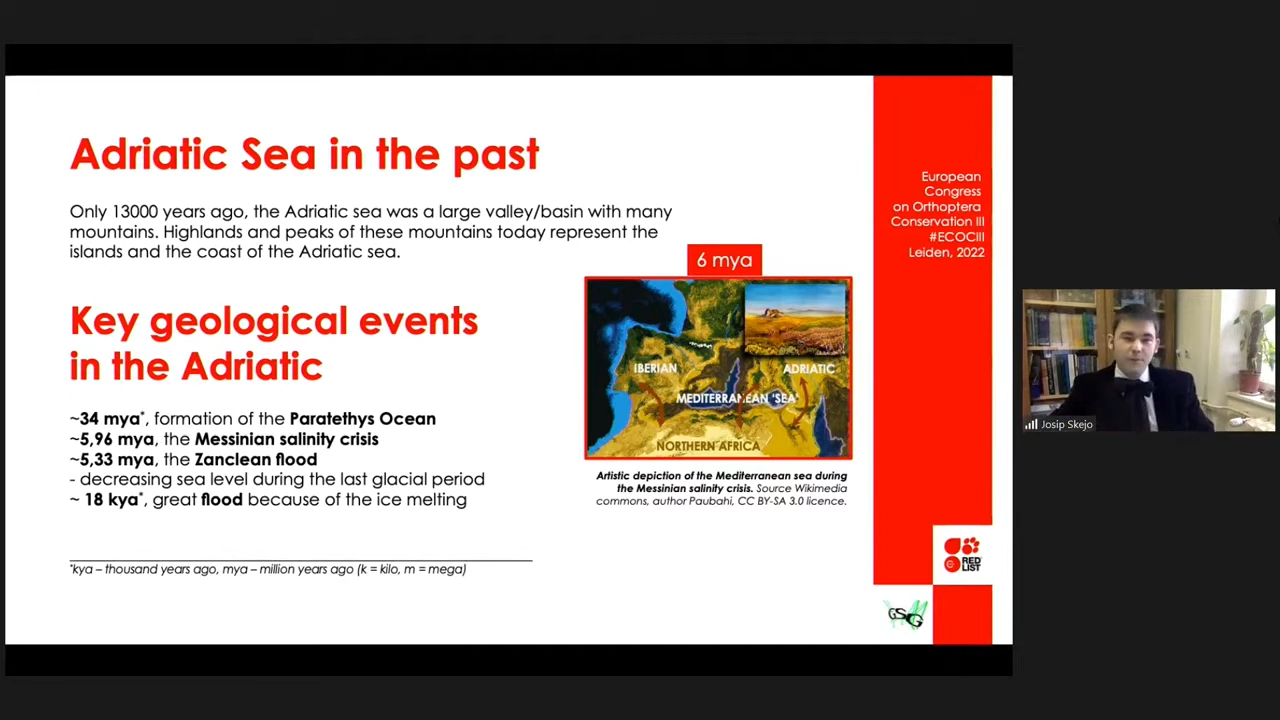 Adriatic Sea in the past
Only 13000 years ago, the Adriatic sea was a large valley/basin with many
mountains. Highlands and peaks of these mountains today represent the
islands and the coast of the Adriatic sea.
Key geological events
in the Adriatic
~34 mya*, formation of the Paratethys Ocean
~5,96 mya, the Messinian salinity crisis
~5,33 mya, the Zanclean flood
- decreasing sea level during the last glacial period
~ 18 kya*, great flood because of the ice melting
*kya – thousand years ago, mya – million years ago (k = kilo, m = mega)
6 mya
IBERIAN
ADRIATIC
MEDITERRANEAN 'SEA'
NORTHERN AFRICA
Artistic depiction of the Mediterranean sea during
the Messinian salinity crisis. Source Wikimedia
commons, author Paubahi, CC BY-SA 3.0 licence.
European
Congress
on Orthoptera
Conservation III
#ECOCIII
Leiden, 2022
RED
LIST
GSG
Josip Skejo